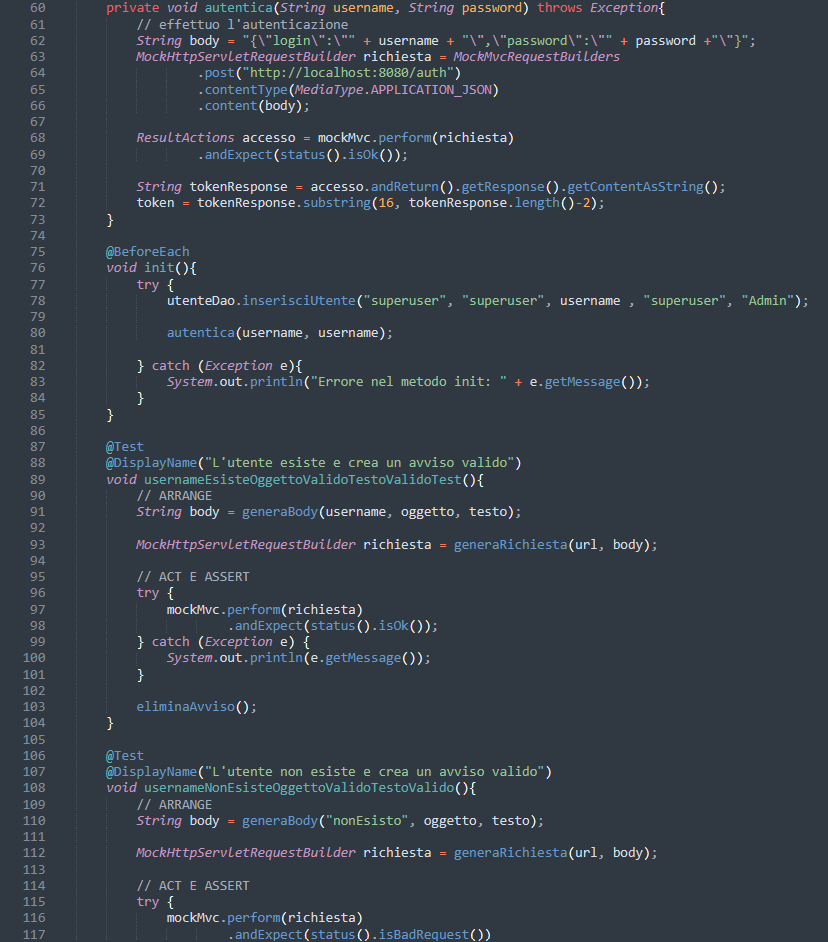 60 private void autentica(String username, String password) throws Exception{
61 // effettuo l'autenticazione
62 String body = "{\"login\":\"" + username + "\",\"password\":\"" + password +"\"}";
63 MockHttpServletRequestBuilder richiesta = MockMvcRequestBuilders
64 .post("http://localhost:8080/auth")
65 .contentType(MediaType.APPLICATION_JSON)
66 .content(body);
67
68 ResultActions accesso = mockMvc.perform(richiesta)
69 .andExpect(status().isOk());
70
71 String tokenResponse = accesso.andReturn().getResponse().getContentAsString();
72 token = tokenResponse.substring(16, tokenResponse.length()-2);
73 }
74
75 @BeforeEach
76 void init(){
77 try {
78 utenteDao.inserisciUtente("superuser", "superuser", username , "superuser", "Admin");
79
80 autentica(username, username);
81
82 } catch (Exception e){
83 System.out.println("Errore nel metodo init: " + e.getMessage());
84 }
85 }
86
87 @Test
88 @DisplayName("L'utente esiste e crea un avviso valido")
89 void usernameEsisteOggettoValidoTestoValidoTest(){
90 // ARRANGE
91 String body = generaBody(username, oggetto, testo);
92
93 MockHttpServletRequestBuilder richiesta = generaRichiesta(url, body);
94
95 // ACT E ASSERT
96 try {
97 mockMvc.perform(richiesta)
98 .andExpect(status().isOk());
99 } catch (Exception e) {
100 System.out.println(e.getMessage());
101 }
102
103 eliminaAvviso();
104 }
105
106 @Test
107 @DisplayName("L'utente non esiste e crea un avviso valido")
108 void usernameNonEsisteOggettoValidoTestoValido(){
109 // ARRANGE
110 String body = generaBody("nonEsisto", oggetto, testo);
111
112 MockHttpServletRequestBuilder richiesta = generaRichiesta(url, body);
113
114 // ACT E ASSERT
115 try {
116 mockMvc.perform(richiesta)
117 .andExpect(status().isBadRequest())